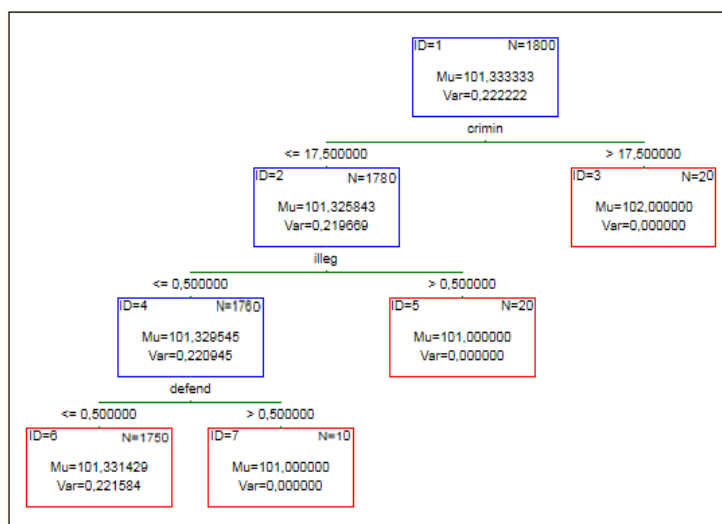 ID=1 N=1800
Mu=101,333333
Var=0,222222
crimin
<= 17,500000 > 17,500000
ID=2 N=1780 ID=3 N=20
Mu=101,325843 Mu=102,000000
Var=0,219669 Var=0,000000
illeg
<= 0,500000 > 0,500000
ID=4 N=1760 ID=5 N=20
Mu=101,329545 Mu=101,000000
Var=0,220945 Var=0,000000
defend
<= 0,500000 > 0,500000
ID=6 N=1750 ID=7 N=10
Mu=101,331429 Mu=101,000000
Var=0,221584 Var=0,000000